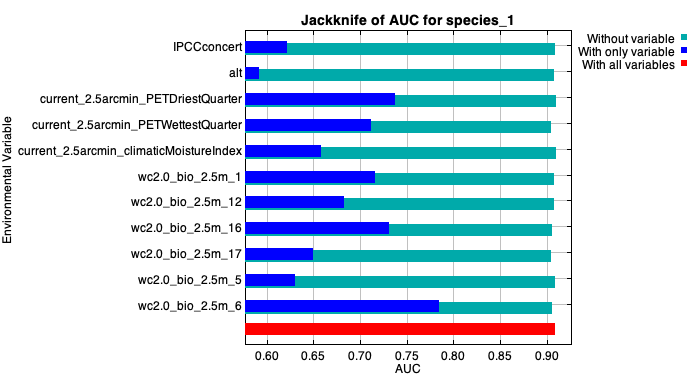 Jackknife of AUC for species_1
Without variable
With only variable
With all variables
Environmental Variable
IPCCconcert
alt
current_2.5arcmin_PETDriestQuarter
current_2.5arcmin_PETWettestQuarter
current_2.5arcmin_climaticMoistureIndex
wc2.0_bio_2.5m_1
wc2.0_bio_2.5m_12
wc2.0_bio_2.5m_16
wc2.0_bio_2.5m_17
wc2.0_bio_2.5m_5
wc2.0_bio_2.5m_6
0.60 0.65 0.70 0.75 0.80 0.85 0.90
AUC